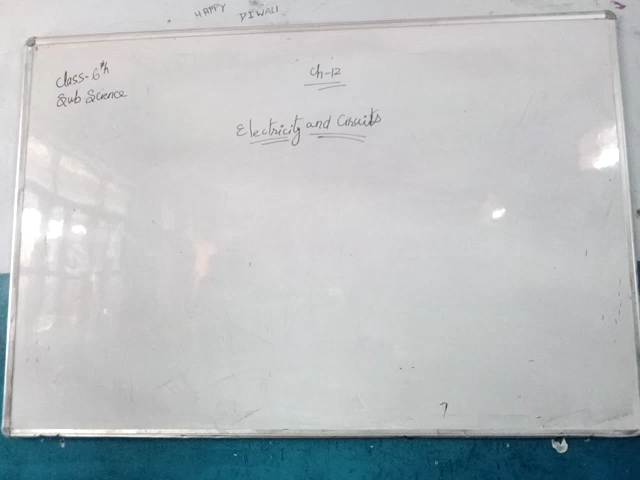 HAPPY DIWALI
Class-6th
Sub Science
Ch-12
Electricity and Circuits